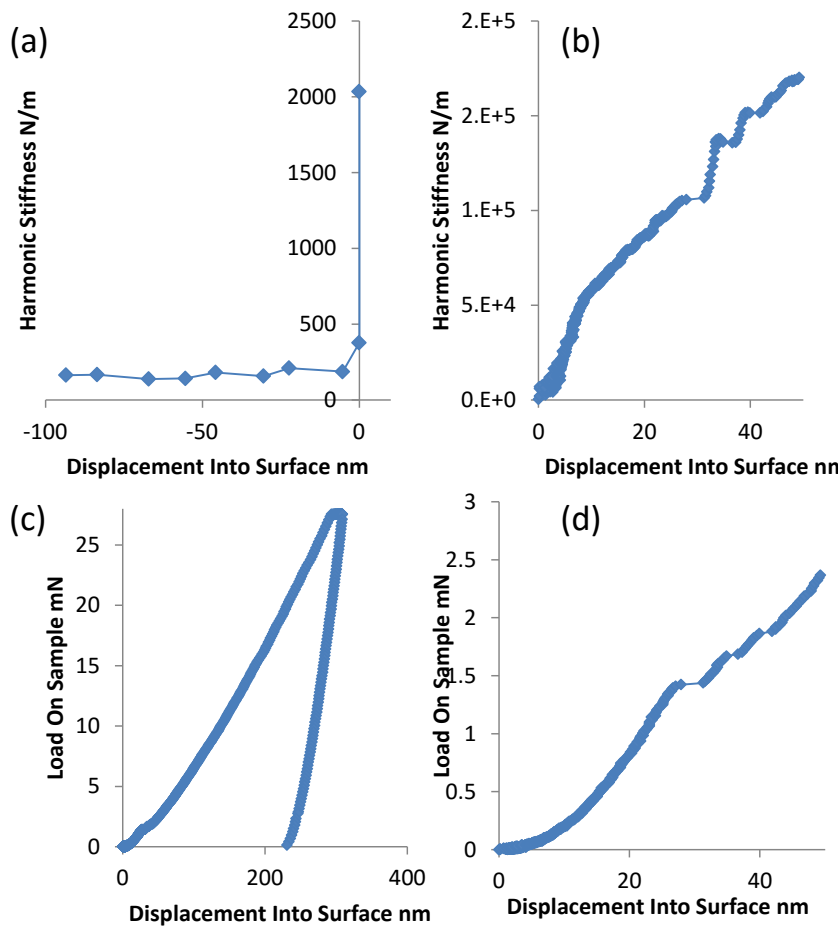 (a)
Harmonic Stiffness N/m
2500
2000
1500
1000
500
0
-100
-50
0
Displacement Into Surface nm
(b)
Harmonic Stiffness N/m
2.E+5
2.E+5
1.E+5
5.E+4
0.E+0
0
20
40
Displacement Into Surface nm
(c)
Load On Sample mN
25
20
15
10
5
0
0
200
400
Displacement Into Surface nm
(d)
Load On Sample mN
3
2.5
2
1.5
1
0.5
0
0
20
40
Displacement Into Surface nm